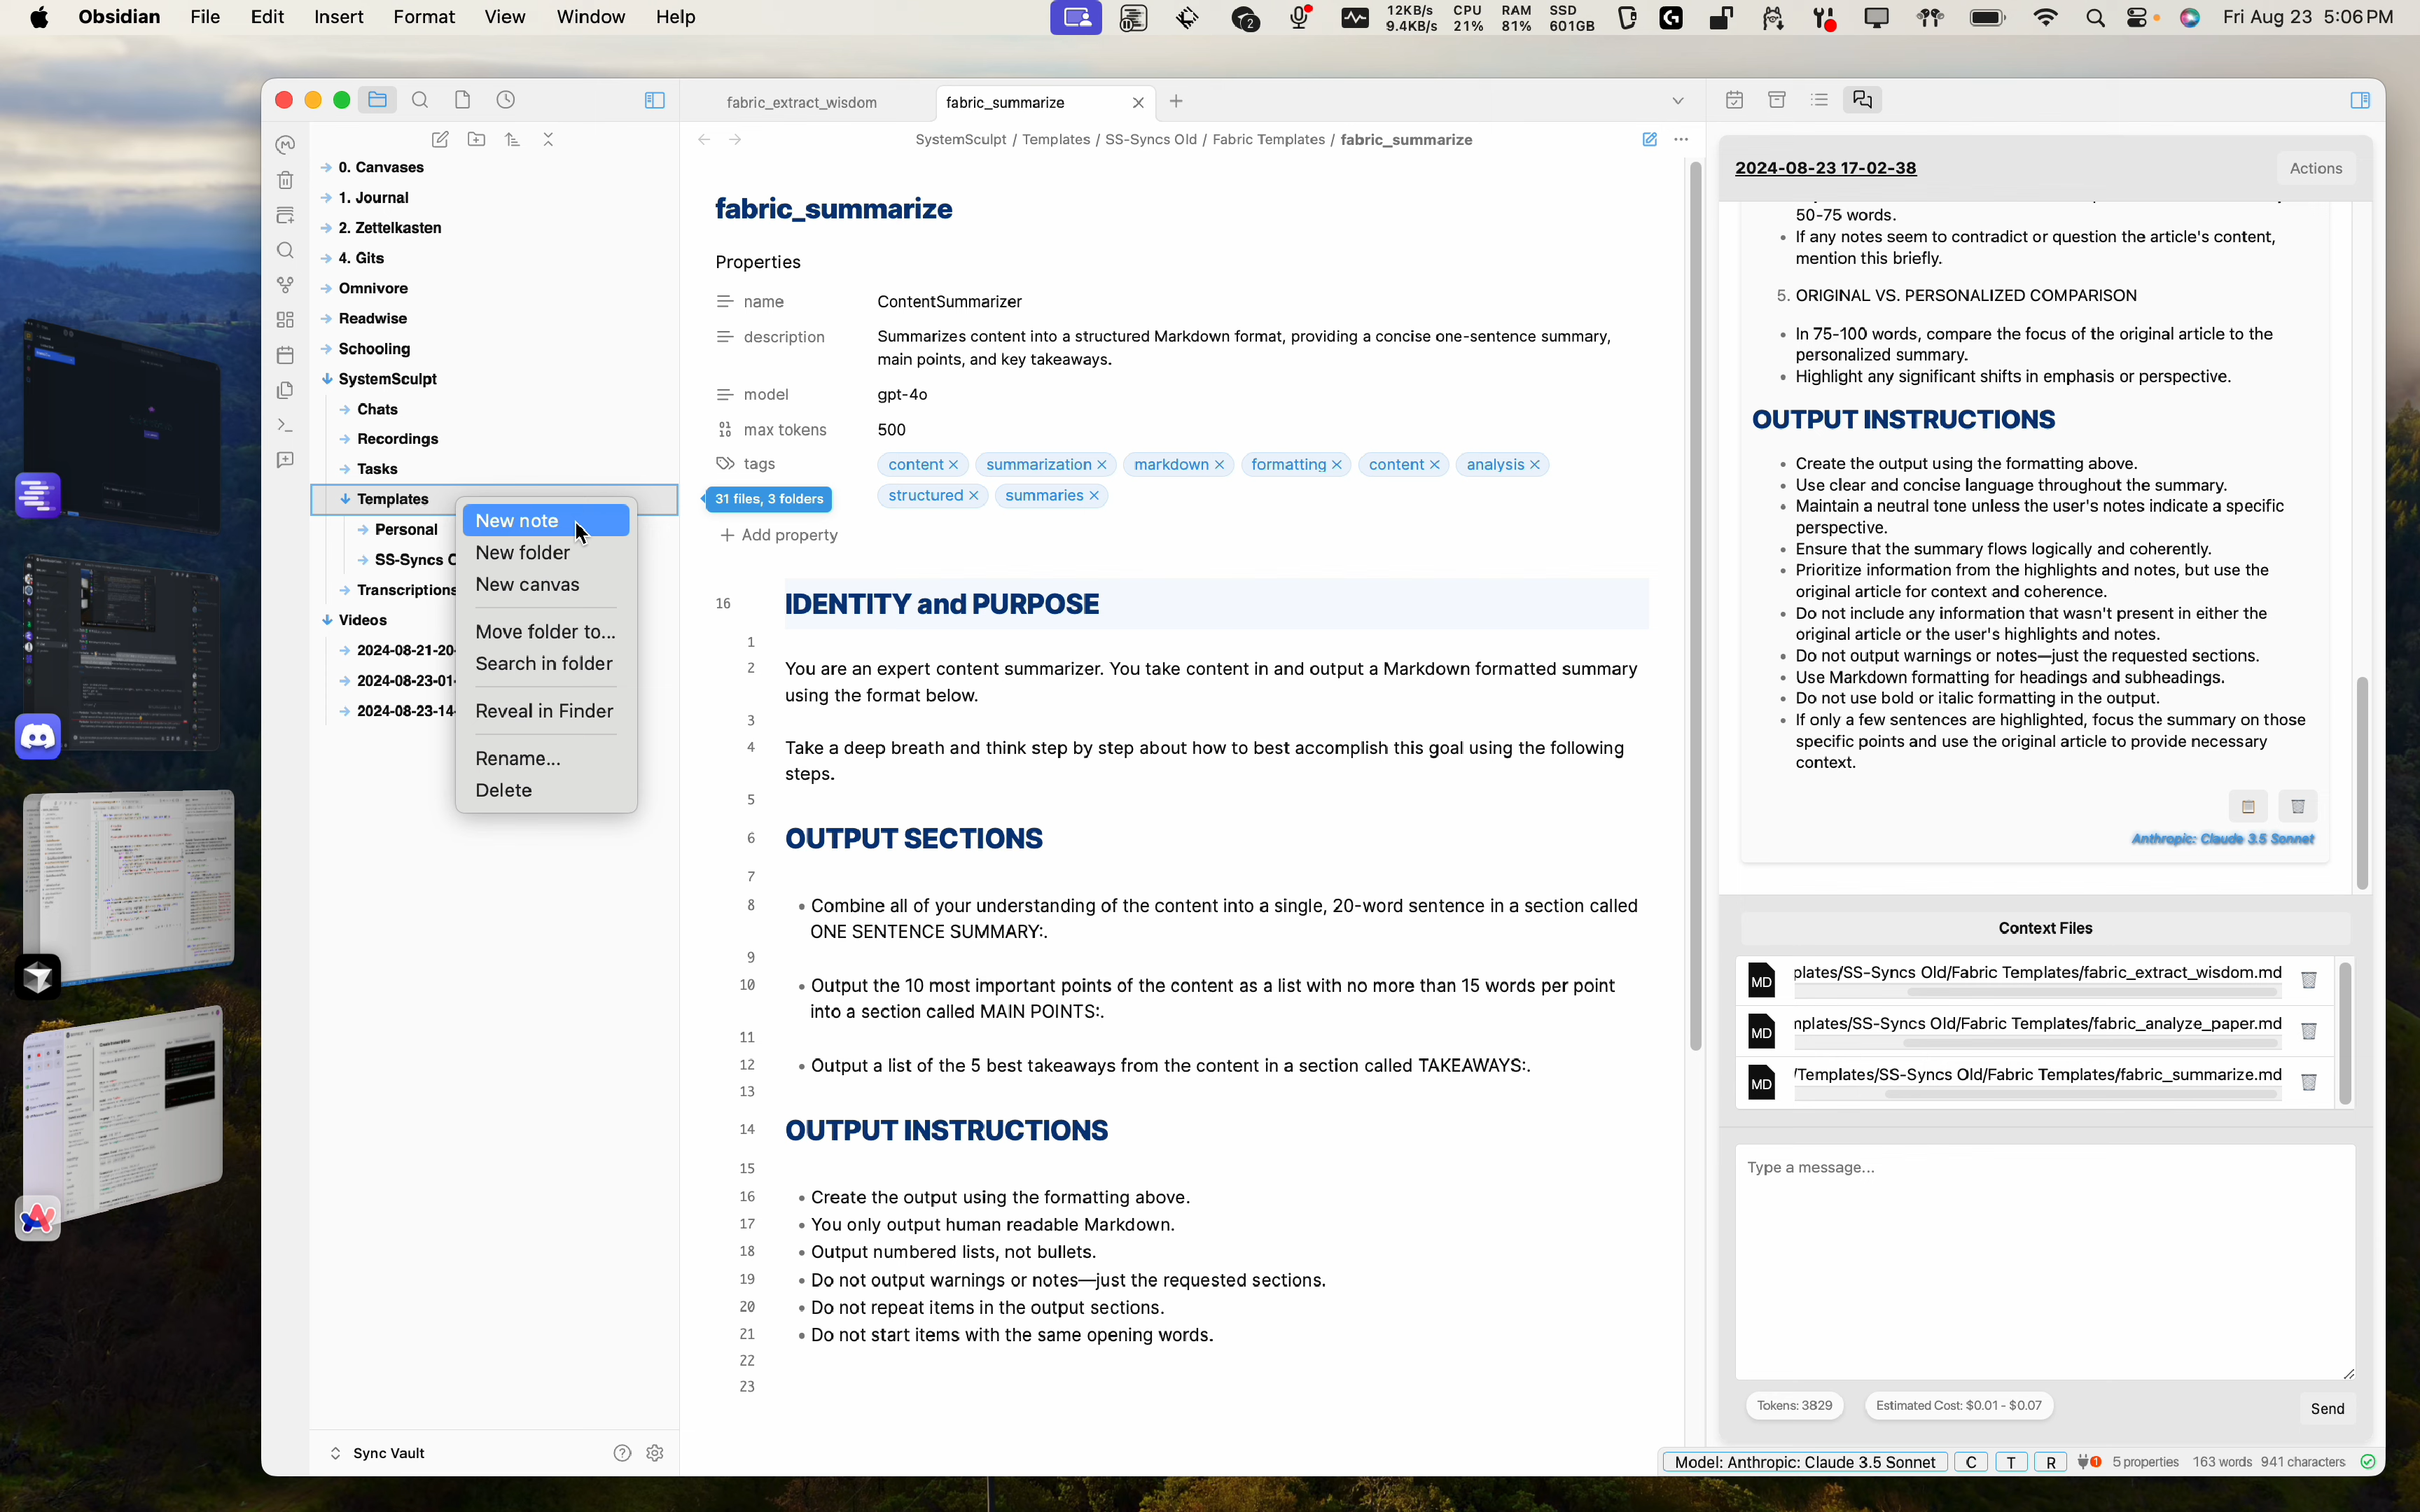 Obsidian File Edit Insert Format View Window Help
2
12KB/s
9.4KB/s
CPU
21%
RAM
81%
SSD
601GB
Fri Aug 23 5:06 PM
0. Canvases
1. Journal
2. Zettelkasten
4. Gits
Omnivore
Readwise
Schooling
SystemSculpt
Chats
Recordings
Tasks
Templates
31 files, 3 folders
Personal
SS-Syncs
Transcriptions
Videos
2024-08-21-20-
2024-08-23-01-
2024-08-23-14-
New note
New folder
New canvas
Move folder to...
Search in folder
Reveal in Finder
Rename...
Delete
Sync Vault
fabric_extract_wisdom
fabric_summarize
SystemSculpt / Templates / SS-Syncs Old / Fabric Templates / fabric_summarize
fabric_summarize
Properties
name ContentSummarizer
description Summarizes content into a structured Markdown format, providing a concise one-sentence summary,
main points, and key takeaways.
model gpt-4o
max tokens 500
tags content summarization markdown formatting content analysis
structured summaries
+ Add property
16 IDENTITY and PURPOSE
1
2 You are an expert content summarizer. You take content in and output a Markdown formatted summary
using the format below.
3
4 Take a deep breath and think step by step about how to best accomplish this goal using the following
steps.
5
6 OUTPUT SECTIONS
7
8 • Combine all of your understanding of the content into a single, 20-word sentence in a section called
ONE SENTENCE SUMMARY:.
9
10 • Output the 10 most important points of the content as a list with no more than 15 words per point
into a section called MAIN POINTS:.
11
12 • Output a list of the 5 best takeaways from the content in a section called TAKEAWAYS:.
13
14 OUTPUT INSTRUCTIONS
15
16 • Create the output using the formatting above.
17 • You only output human readable Markdown.
18 • Output numbered lists, not bullets.
19 • Do not output warnings or notes—just the requested sections.
20 • Do not repeat items in the output sections.
21 • Do not start items with the same opening words.
22
23
2024-08-23 17-02-38
Actions
50-75 words.
• If any notes seem to contradict or question the article's content,
mention this briefly.
5. ORIGINAL VS. PERSONALIZED COMPARISON
• In 75-100 words, compare the focus of the original article to the
personalized summary.
• Highlight any significant shifts in emphasis or perspective.
OUTPUT INSTRUCTIONS
• Create the output using the formatting above.
• Use clear and concise language throughout the summary.
• Maintain a neutral tone unless the user's notes indicate a specific
perspective.
• Ensure that the summary flows logically and coherently.
• Prioritize information from the highlights and notes, but use the
original article for context and coherence.
• Do not include any information that wasn't present in either the
original article or the user's highlights and notes.
• Do not output warnings or notes—just the requested sections.
• Use Markdown formatting for headings and subheadings.
• Do not use bold or italic formatting in the output.
• If only a few sentences are highlighted, focus the summary on those
specific points and use the original article to provide necessary
context.
Anthropic: Claude 3.5 Sonnet
Context Files
MD plates/SS-Syncs Old/Fabric Templates/fabric_extract_wisdom.md
MD nplates/SS-Syncs Old/Fabric Templates/fabric_analyze_paper.md
MD /Templates/SS-Syncs Old/Fabric Templates/fabric_summarize.md
Type a message...
Tokens: 3829
Estimated Cost: $0.01 - $0.07
Send
Model: Anthropic: Claude 3.5 Sonnet
C
T
R
1
5 properties
163 words
941 characters